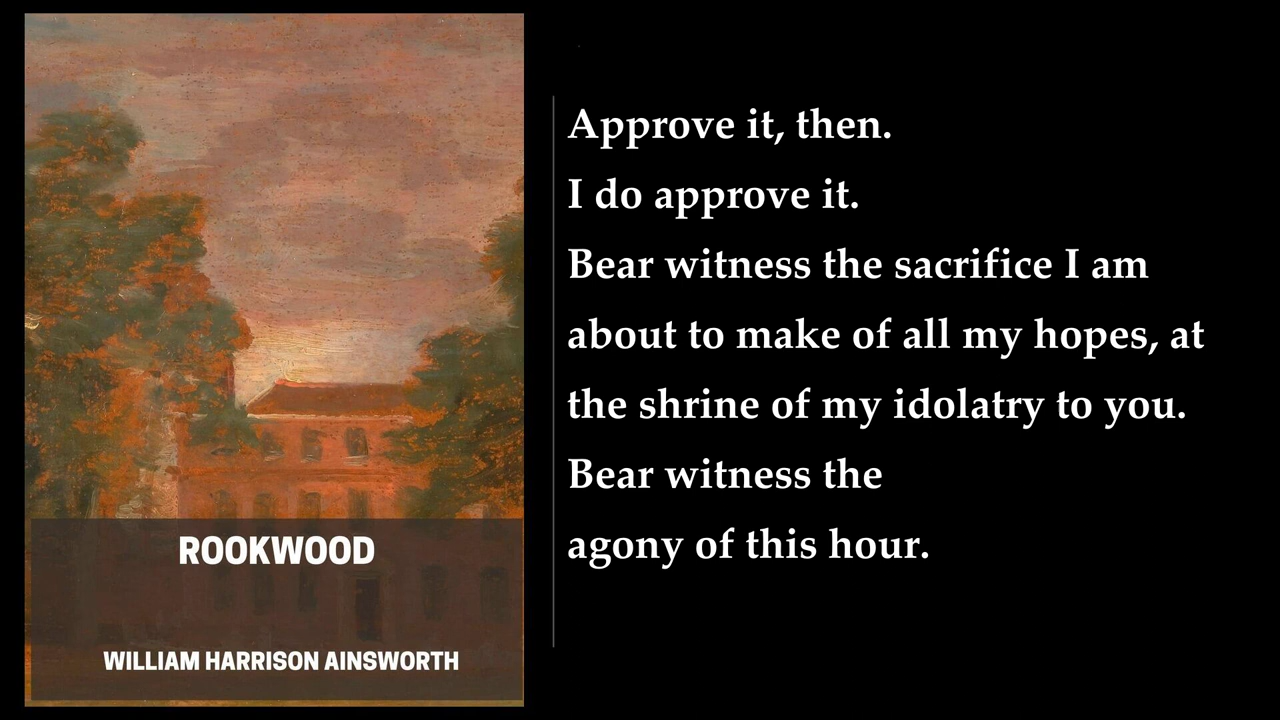 ROOKWOOD
WILLIAM HARRISON AINSWORTH
Approve it, then.
I do approve it.
Bear witness the sacrifice I am
about to make of all my hopes, at
the shrine of my idolatry to you.
Bear witness the
agony of this hour.